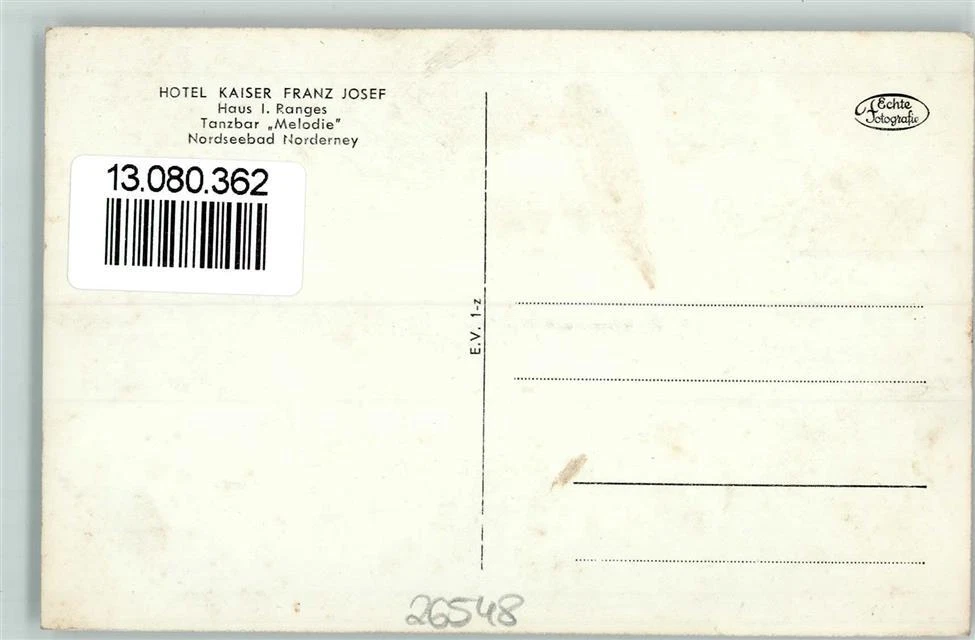 HOTEL KAISER FRANZ JOSEF
Haus I. Ranges
Tanzbar „Melodie”
Nordseebad Norderney
13.080.362
Echte
Fotografie
E.V. 1-z
26548